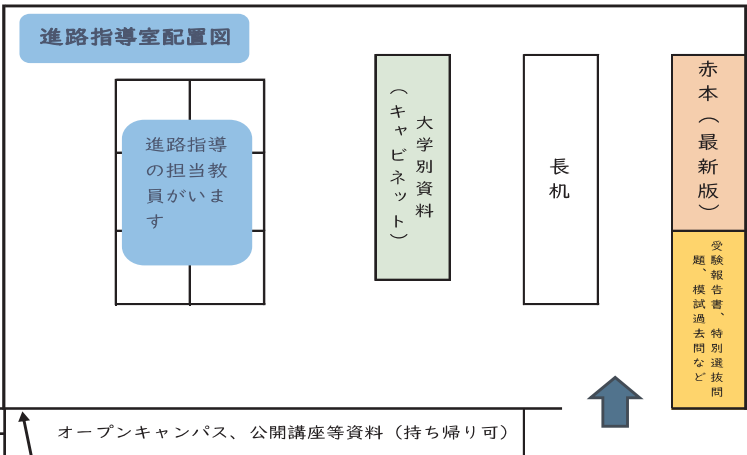 進路指導室配置図
進路指導
の担当教
員がいま
す
大学別資料
（キャビネット）
長机
赤本（最新版）
受験報告書、特別選抜問
題、模試過去問など
オープンキャンパス、公開講座等資料（持ち帰り可）